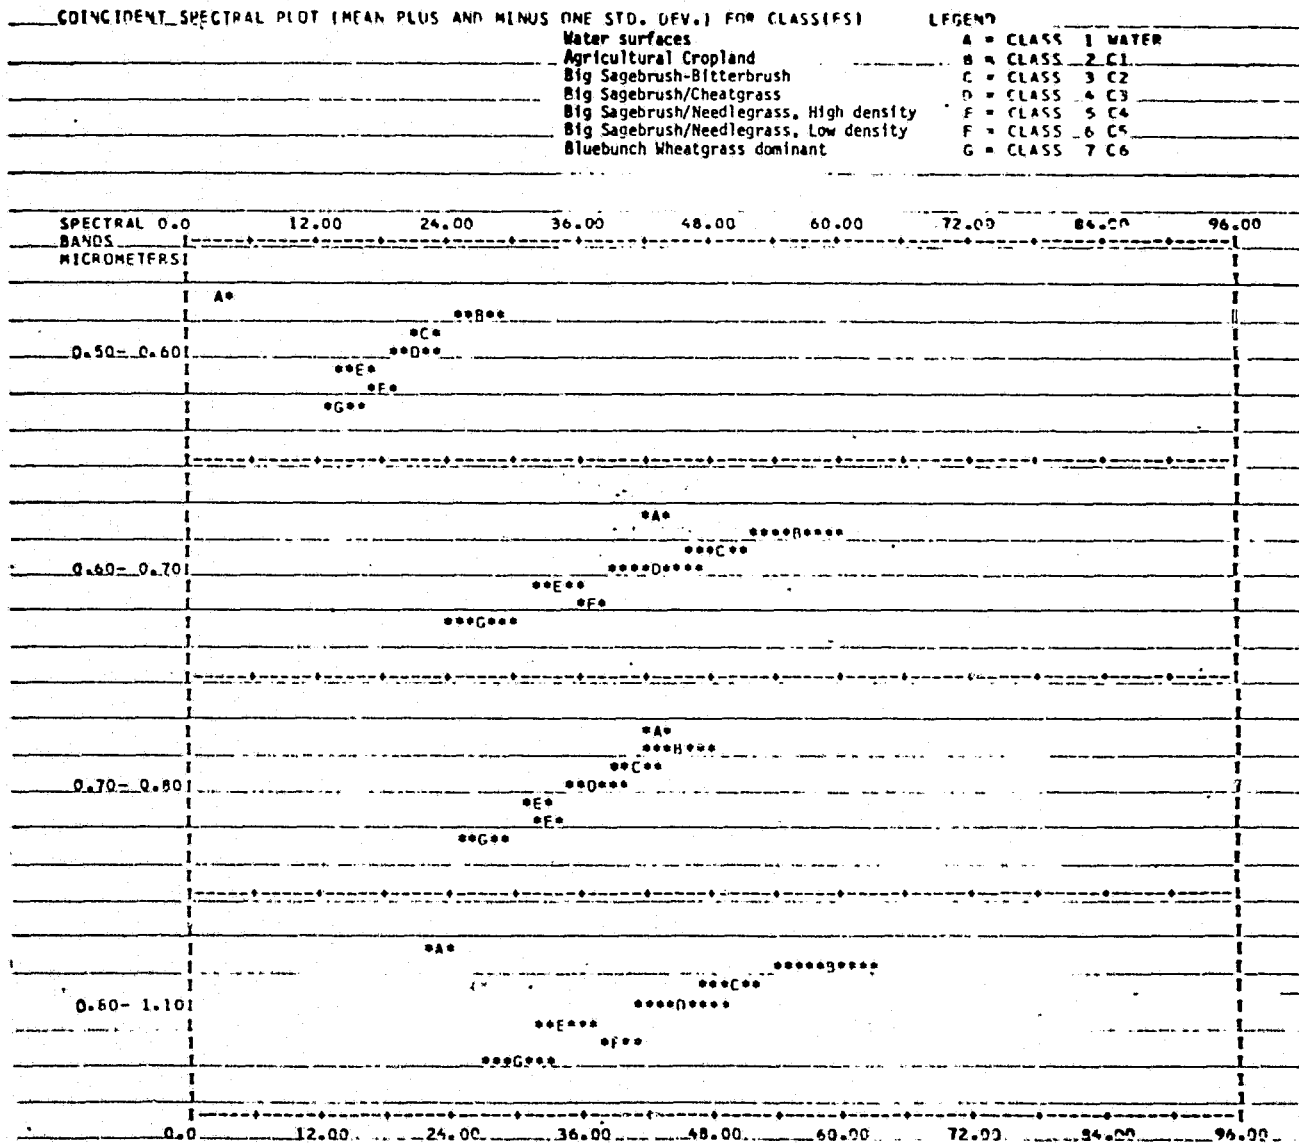 COINCIDENT SPECTRAL PLOT (MEAN PLUS AND MINUS ONE STD. DEV.) FOR CLASS(ES) LEGEND
Water surfaces A = CLASS 1 WATER
Agricultural Cropland B = CLASS 2 C1
Big Sagebrush-Bitterbrush C = CLASS 3 C2
Big Sagebrush/Cheatgrass D = CLASS 4 C3
Big Sagebrush/Needlegrass, High density E = CLASS 5 C4
Big Sagebrush/Needlegrass, Low density F = CLASS 6 C5
Bluebunch Wheatgrass dominant G = CLASS 7 C6
SPECTRAL 0.0 12.00 24.00 36.00 48.00 60.00 72.00 84.00 96.00
BANDS I----+----+----+----+----+----+----+----+----+----+----+----+----+----+----+----I
MICROMETERSI
A*
**B**
*C*
0.50- 0.60I **D**
**E*
*F*
*G**
*A*
****B****
***C**
0.60- 0.70I ****D****
**E**
*F*
***G***
*A*
***B***
**C**
0.70- 0.80I **D***
*E*
*F*
**G**
*A*
*****B****
***C**
0.80- 1.10I ****D****
**E***
*F**
***G***
0.0 12.00 24.00 36.00 48.00 60.00 72.00 84.00 96.00